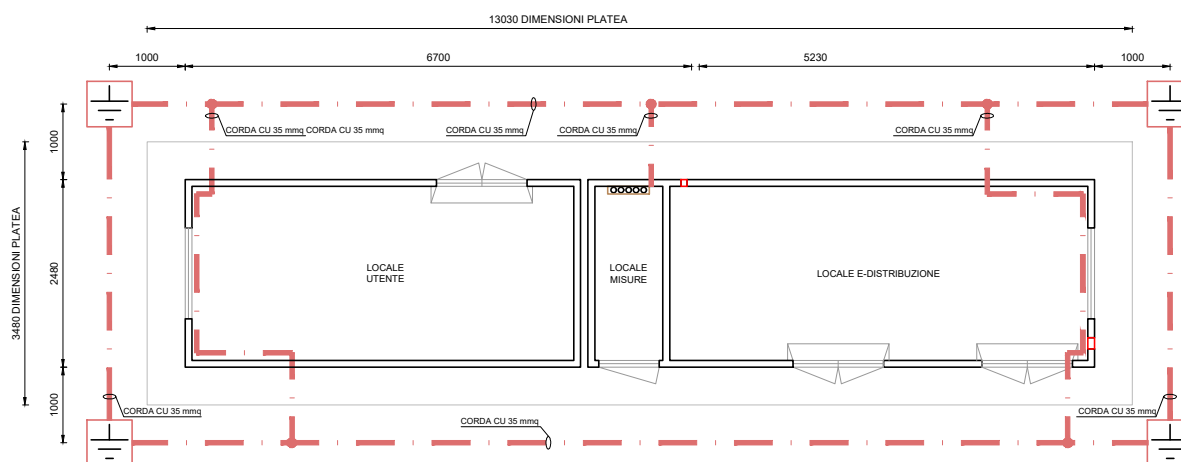 13030 DIMENSIONI PLATEA
1000
6700
5230
1000
CORDA CU 35 mmq CORDA CU 35 mmq
CORDA CU 35 mmq
CORDA CU 35 mmq
CORDA CU 35 mmq
1000
3480 DIMENSIONI PLATEA
2480
1000
LOCALE
UTENTE
LOCALE
MISURE
LOCALE E-DISTRIBUZIONE
CORDA CU 35 mmq
CORDA CU 35 mmq
CORDA CU 35 mmq